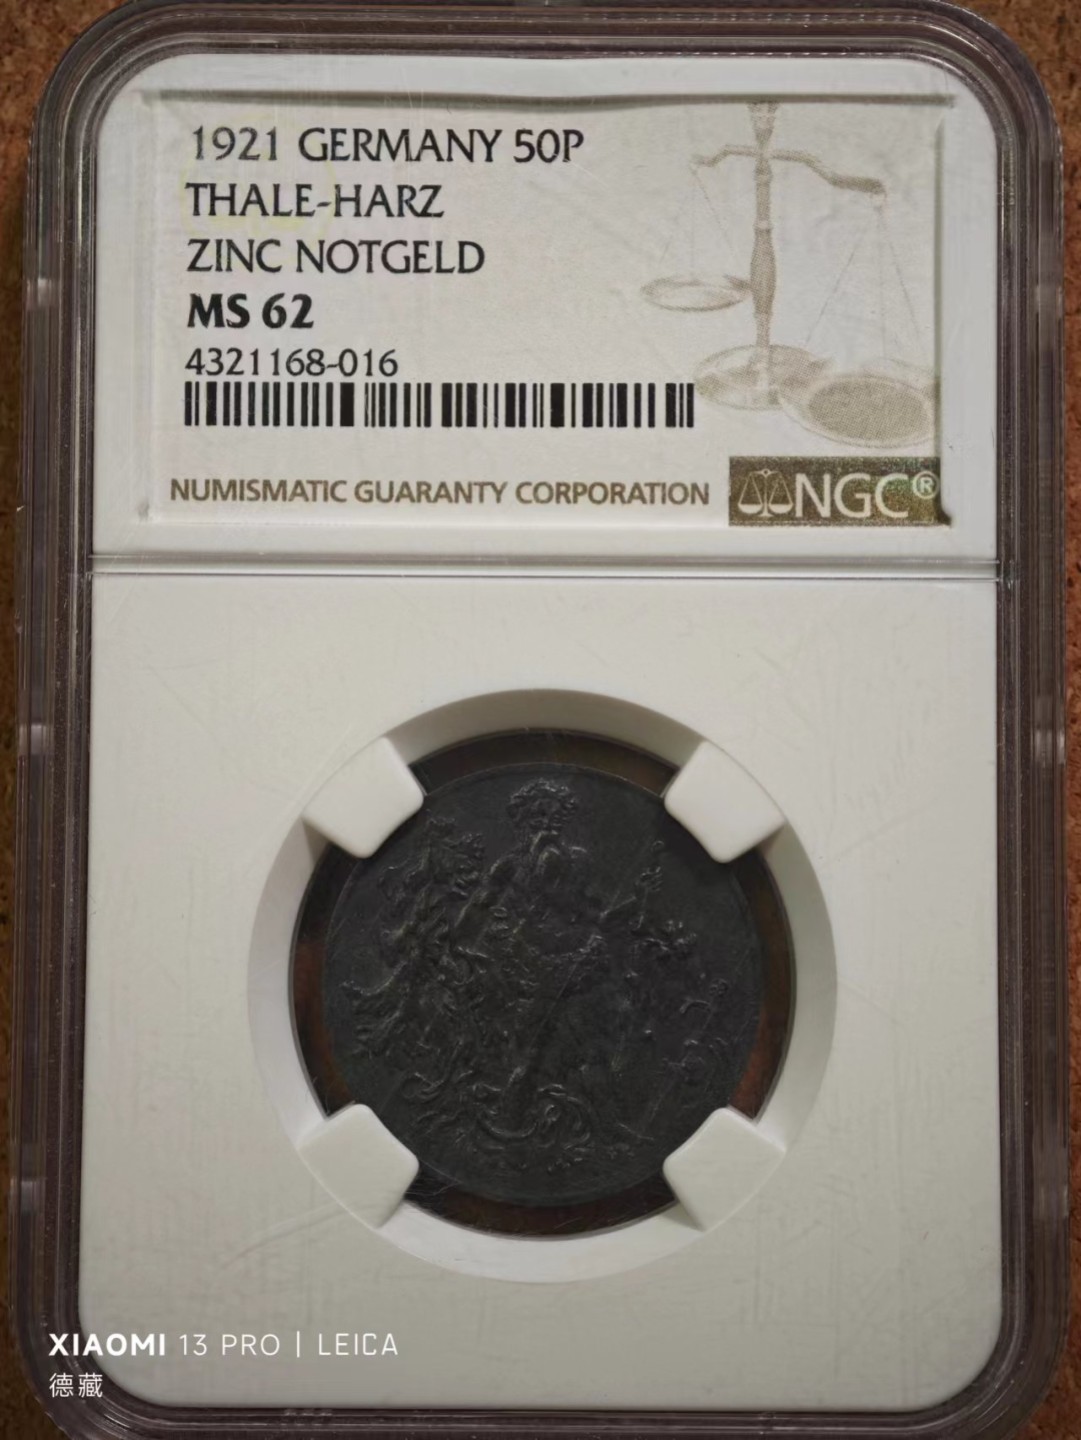 1921 GERMANY 50P
THALE-HARZ
ZINC NOTGELD
MS 62
4321168-016
NUMISMATIC GUARANTY CORPORATION
NGC®
XIAOMI 13 PRO | LEICA
德藏